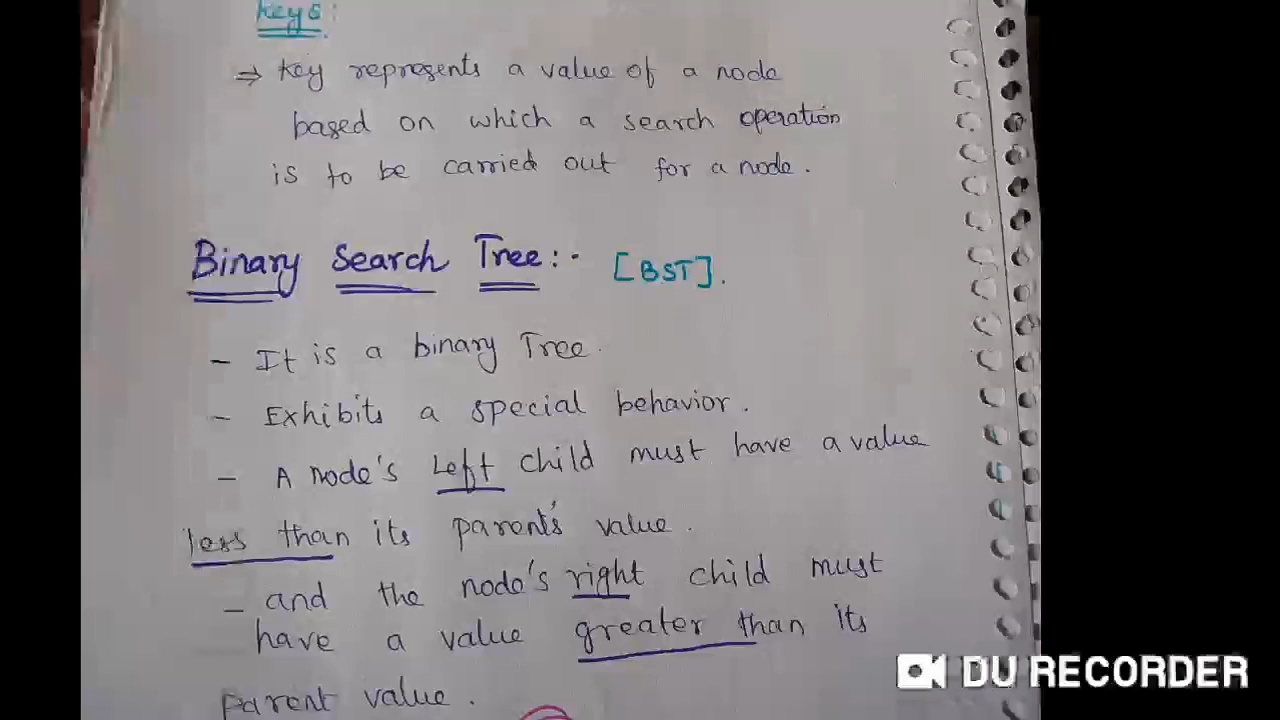 Keys:
⇒ Key represents a value of a node
based on which a search operation
is to be carried out for a node.
Binary Search Tree:- [BST].
- It is a binary Tree.
- Exhibits a special behavior.
- A node's Left child must have a value
less than its parent's value.
- and the node's right child must
have a value greater than its
parent value.
DU RECORDER